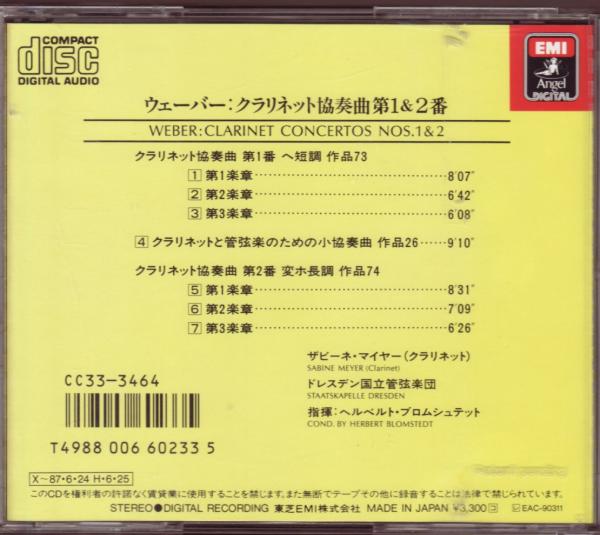 COMPACT
disc
DIGITAL AUDIO
EMI
Angel
DIGITAL
ウェーバー:クラリネット協奏曲第1&2番
WEBER:CLARINET CONCERTOS NOS.1&2
クラリネット協奏曲 第1番 ヘ短調 作品73
1 第1楽章 8′07″
2 第2楽章 6′42″
3 第3楽章 6′08″
4 クラリネットと管弦楽のための小協奏曲 作品26 9′10″
クラリネット協奏曲 第2番 変ホ長調 作品74
5 第1楽章 8′31″
6 第2楽章 7′09″
7 第3楽章 6′26″
ザビーネ・マイヤー(クラリネット)
SABINE MEYER (Clarinet)
ドレスデン国立管弦楽団
STAATSKAPELLE DRESDEN
指揮:ヘルベルト・ブロムシュテット
COND. BY HERBERT BLOMSTEDT
CC33-3464
T4988 006 60233 5
X〜87・6・24 H・6・25
このCDを権利者の許諾なく賃貸業に使用することを禁じます。また無断でテープその他に録音することは法律で禁じられています。
STEREO●DIGITAL RECORDING 東芝EMI株式会社 MADE IN JAPAN ¥3,300 EAC-90311